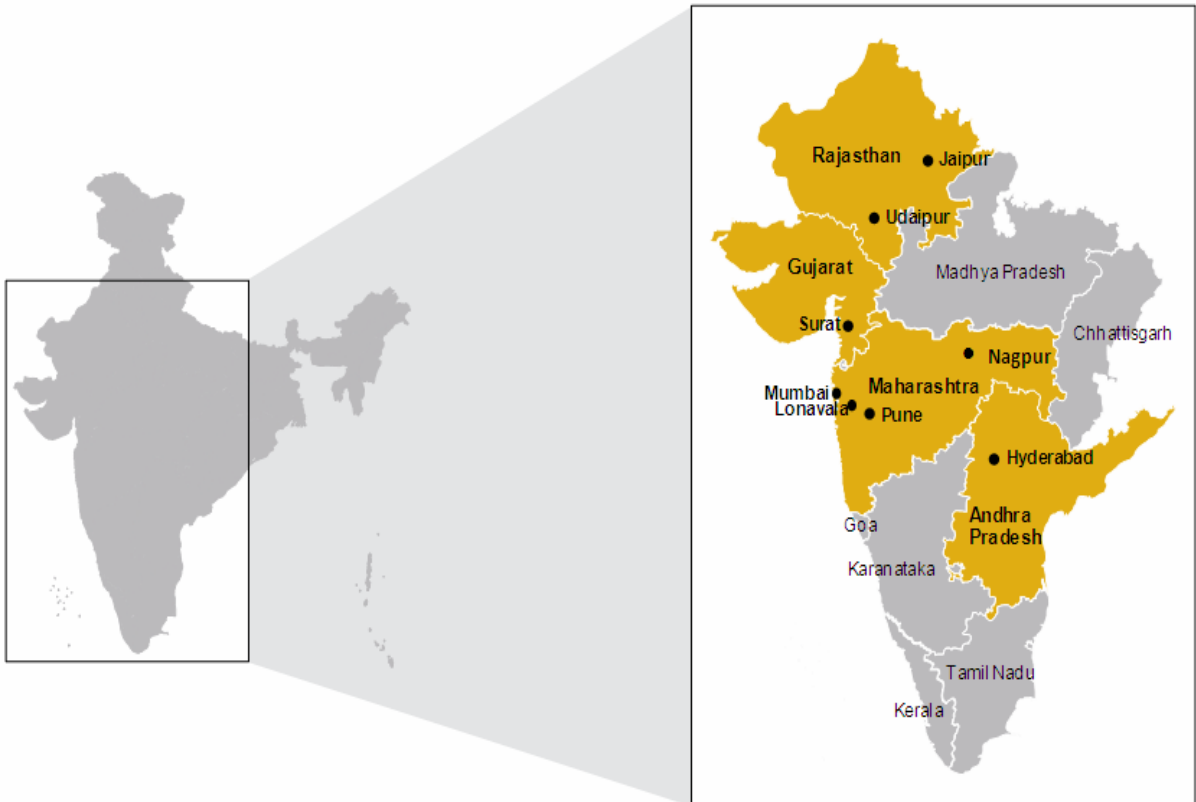 Rajasthan
Jaipur
Udaipur
Gujarat
Madhya Pradesh
Surat
Chhattisgarh
Nagpur
Maharashtra
Mumbai
Lonavala
Pune
Hyderabad
Goa
Andhra
Pradesh
Karanataka
Tamil Nadu
Kerala